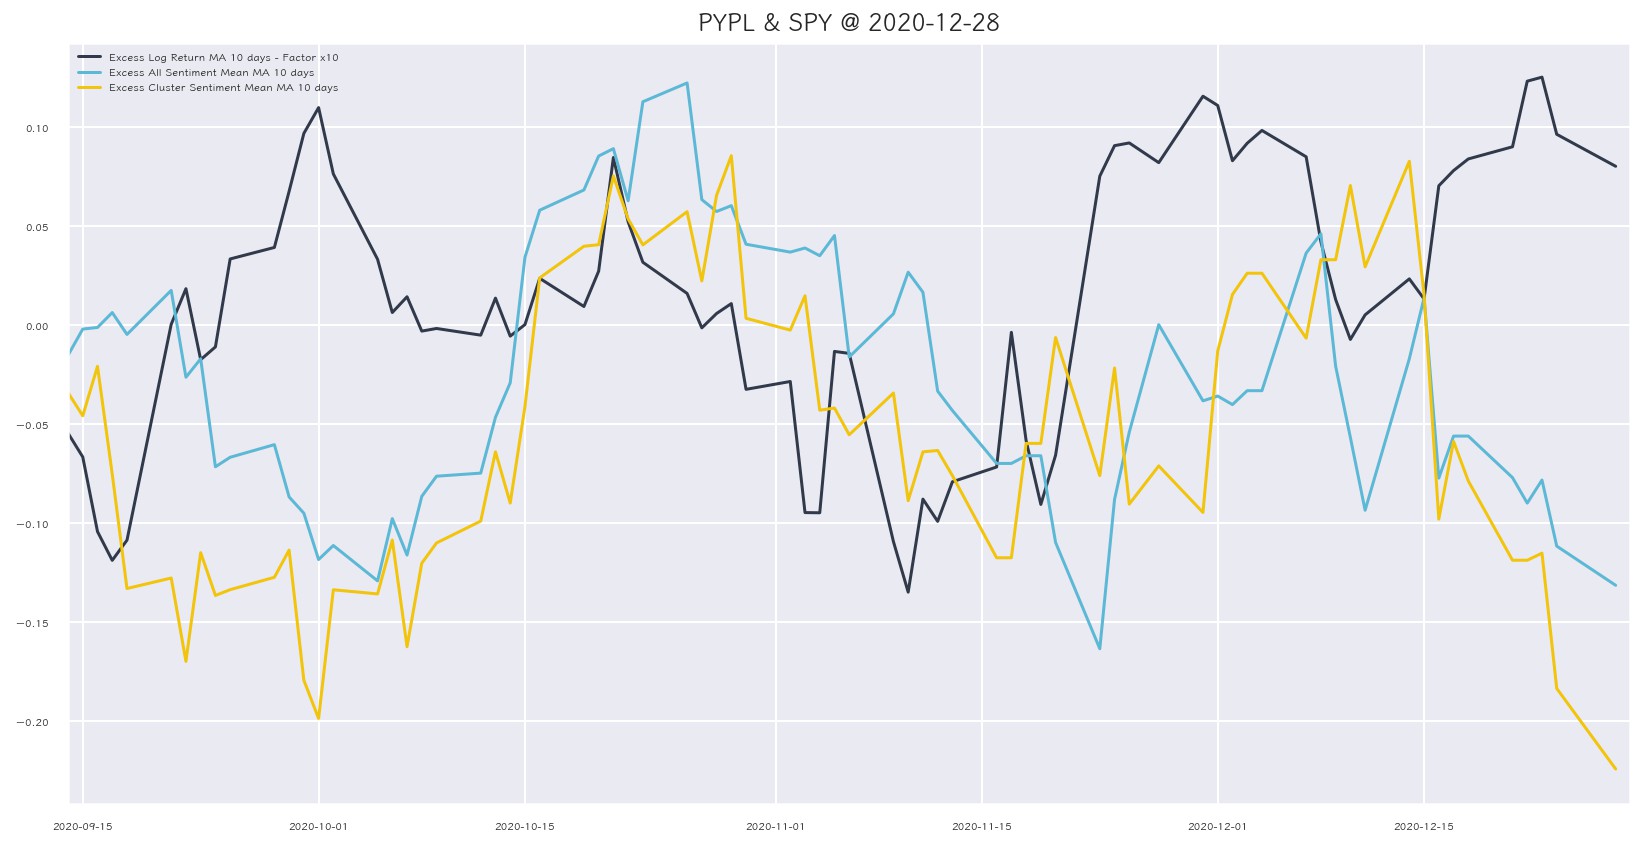 PYPL & SPY @ 2020-12-28
Excess Log Return MA 10 days - Factor x10
Excess All Sentiment Mean MA 10 days
Excess Cluster Sentiment Mean MA 10 days
0.10
0.05
0.00
−0.05
−0.10
−0.15
−0.20
2020-09-15 2020-10-01 2020-10-15 2020-11-01 2020-11-15 2020-12-01 2020-12-15